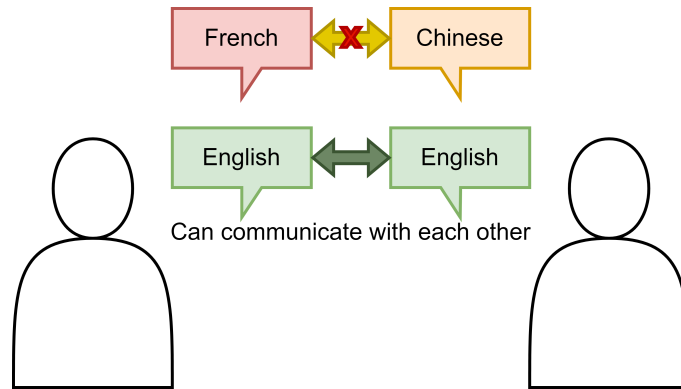 French
Chinese
English
English
Can communicate with each other